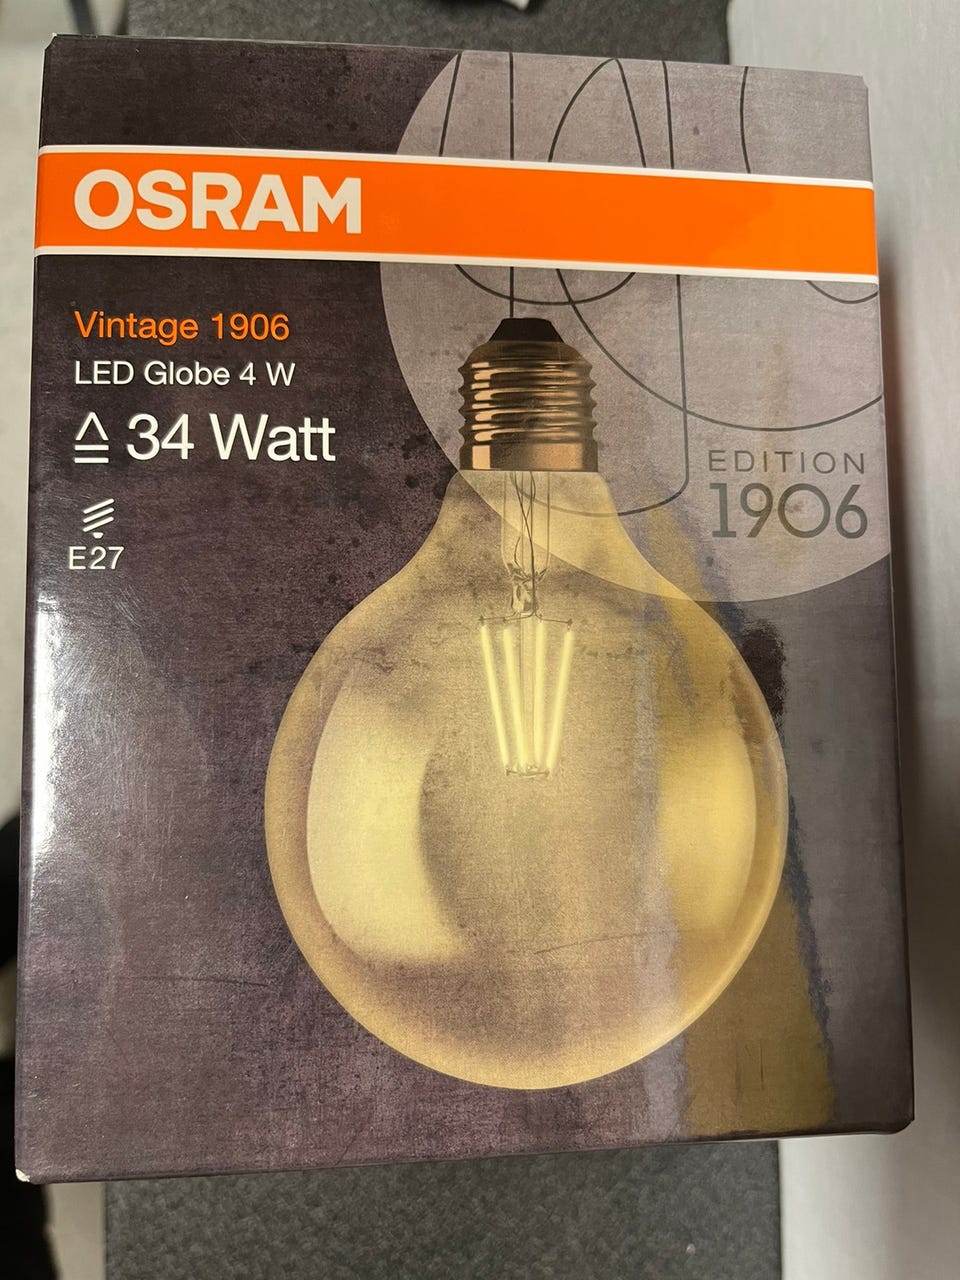 OSRAM
Vintage 1906
LED Globe 4 W
≙ 34 Watt
E27
EDITION
1906